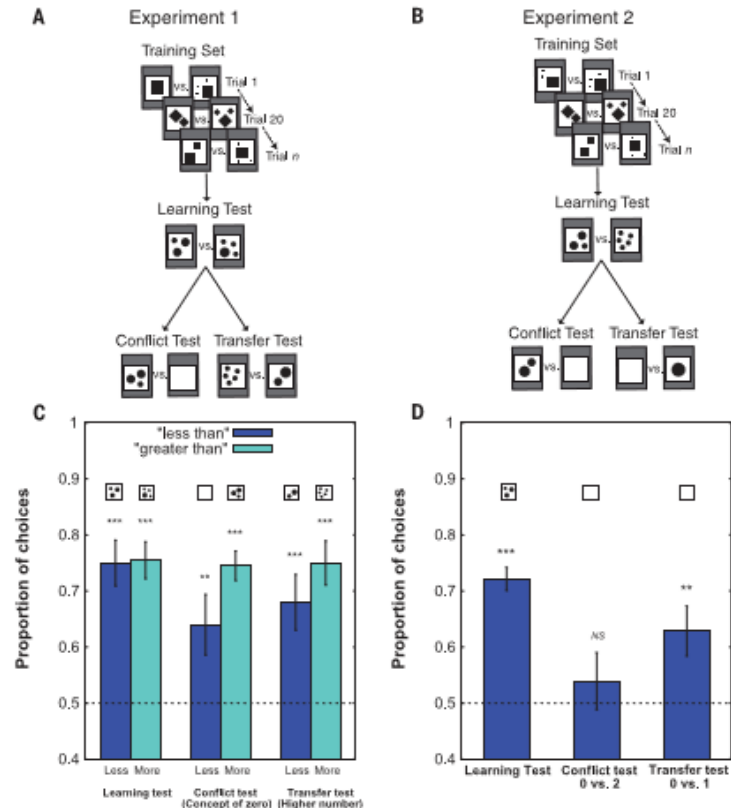 A Experiment 1
Training Set
vs. Trial 1
vs. Trial 20
vs. Trial n
Learning Test
vs.
Conflict Test Transfer Test
vs. vs.
B Experiment 2
Training Set
vs. Trial 1
vs. Trial 20
vs. Trial n
Learning Test
vs.
Conflict Test Transfer Test
vs. vs.
C
"less than"
"greater than"
Proportion of choices
1
0.9
0.8
0.7
0.6
0.5
0.4
*** *** ** *** *** ***
Less More Less More Less More
Learning test Conflict test Transfer test
(Concept of zero) (Higher number)
D
Proportion of choices
1
0.9
0.8
0.7
0.6
0.5
0.4
*** NS **
Learning Test Conflict test Transfer test
0 vs. 2 0 vs. 1